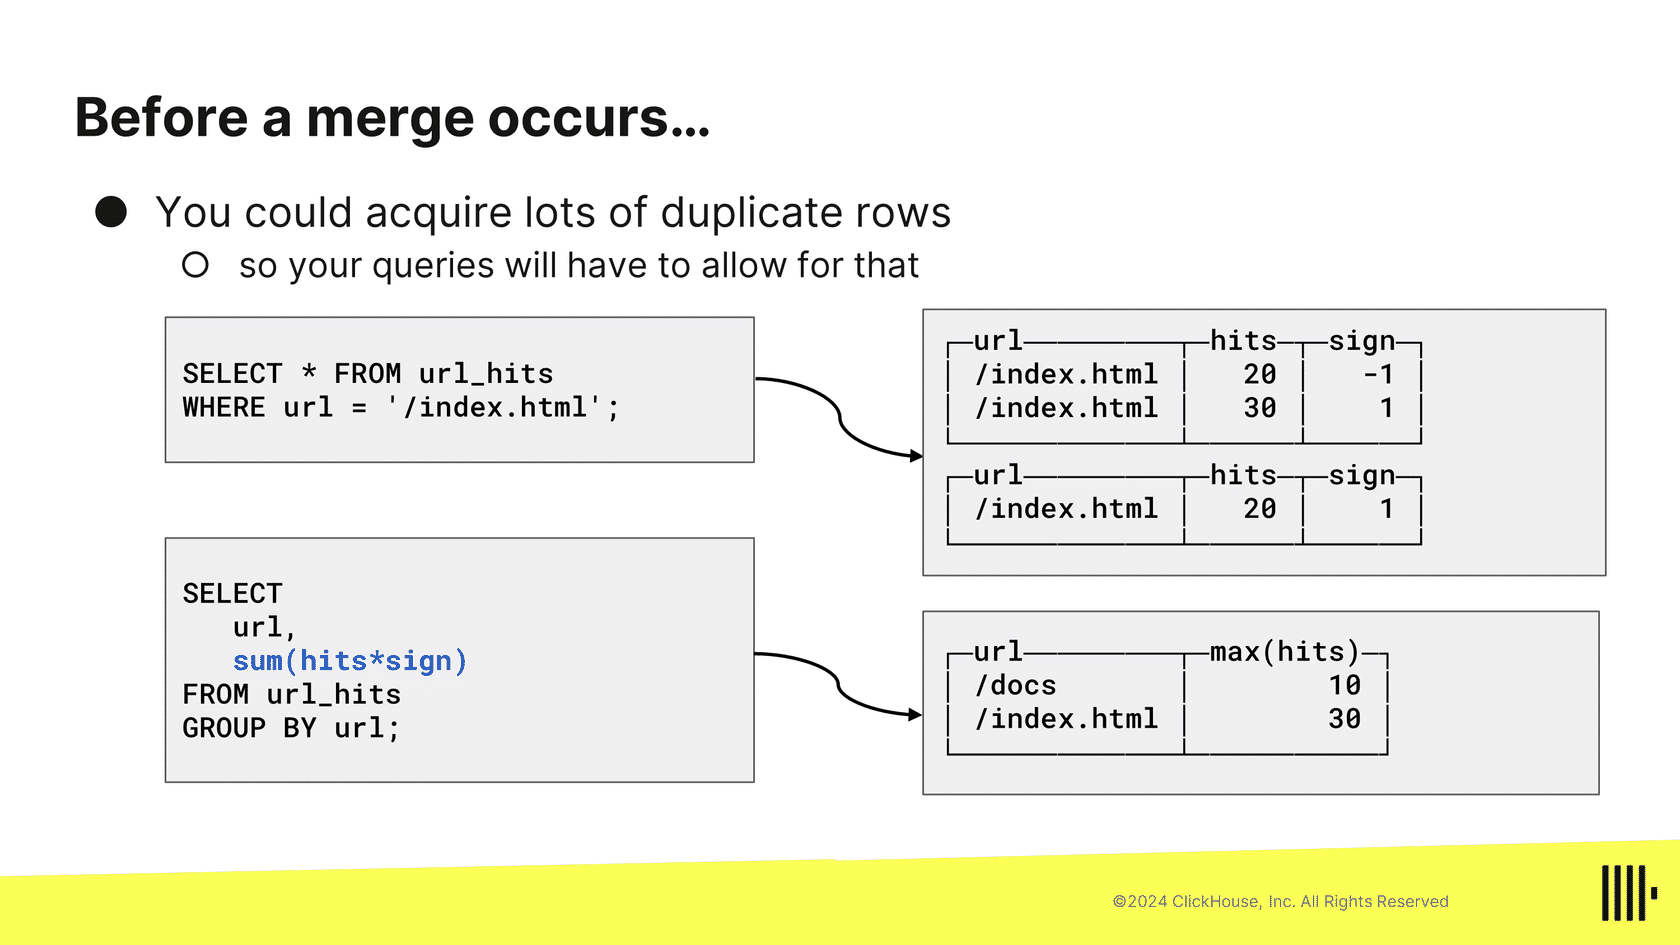 Before a merge occurs...
● You could acquire lots of duplicate rows
○ so your queries will have to allow for that
SELECT * FROM url_hits
WHERE url = '/index.html';
┌─url─────────┬─hits─┬─sign─┐
│ /index.html │ 20 │ -1 │
│ /index.html │ 30 │ 1 │
└─────────────┴──────┴──────┘
┌─url─────────┬─hits─┬─sign─┐
│ /index.html │ 20 │ 1 │
└─────────────┴──────┴──────┘
SELECT
url,
sum(hits*sign)
FROM url_hits
GROUP BY url;
┌─url─────────┬─max(hits)─┐
│ /docs │ 10 │
│ /index.html │ 30 │
└─────────────┴───────────┘
©2024 ClickHouse, Inc. All Rights Reserved